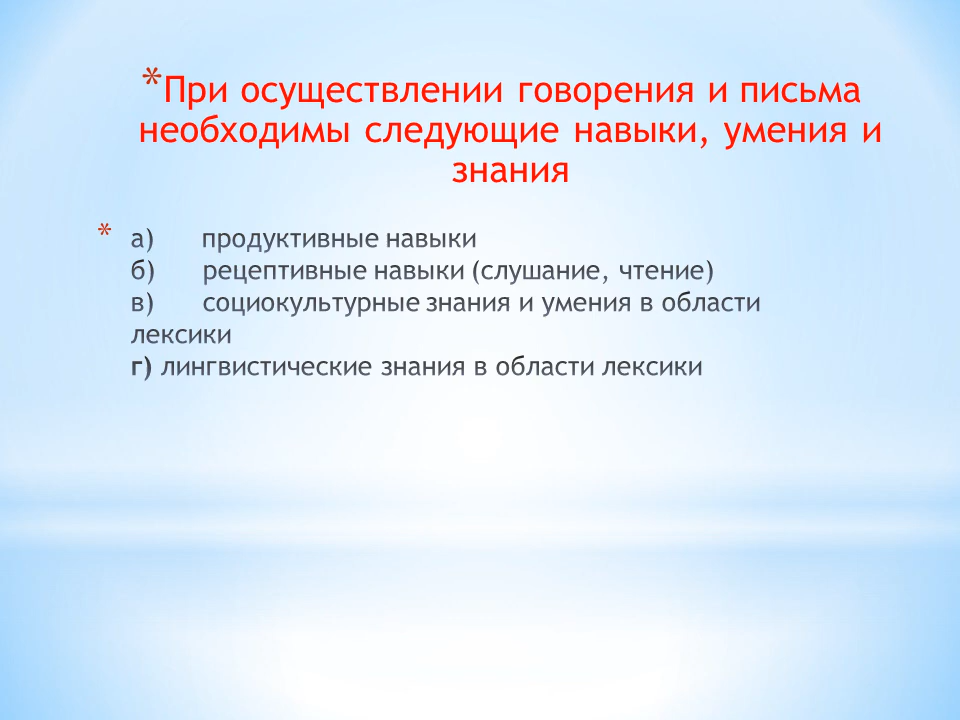 *При осуществлении говорения и письма
необходимы следующие навыки, умения и
знания
* а) продуктивные навыки
б) рецептивные навыки (слушание, чтение)
в) социокультурные знания и умения в области
лексики
г) лингвистические знания в области лексики